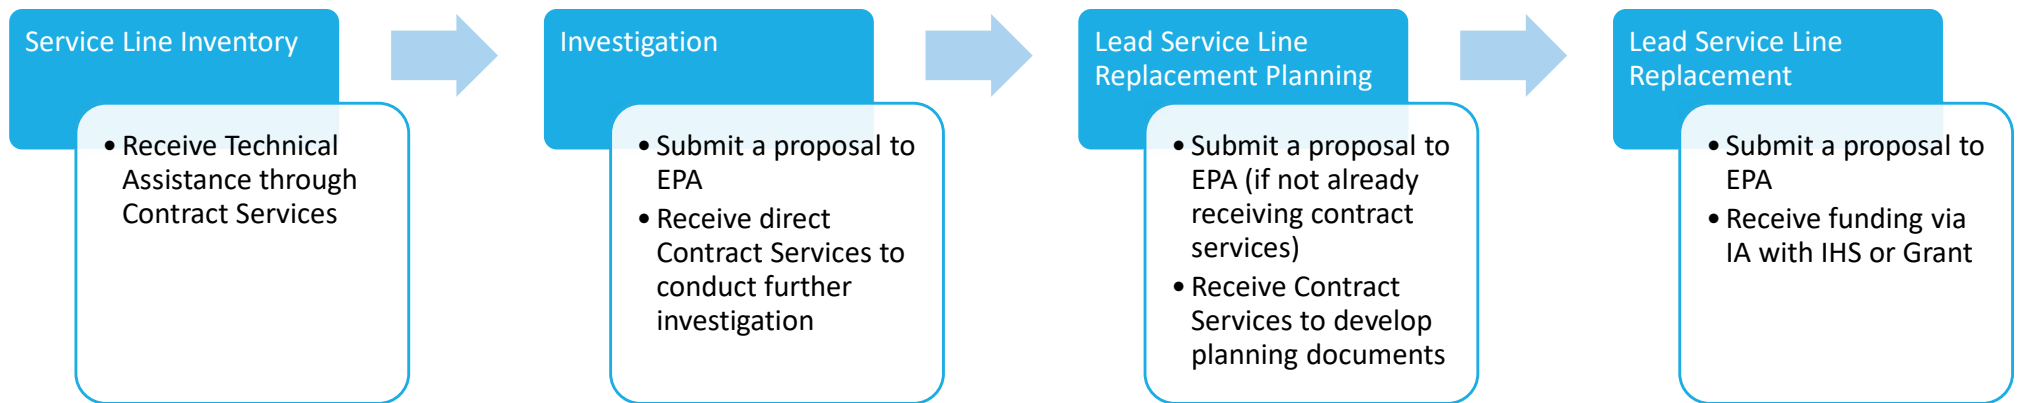 Service Line Inventory
• Receive Technical
Assistance through
Contract Services
Investigation
• Submit a proposal to
EPA
• Receive direct
Contract Services to
conduct further
investigation
Lead Service Line
Replacement Planning
• Submit a proposal to
EPA (if not already
receiving contract
services)
• Receive Contract
Services to develop
planning documents
Lead Service Line
Replacement
• Submit a proposal to
EPA
• Receive funding via
IA with IHS or Grant